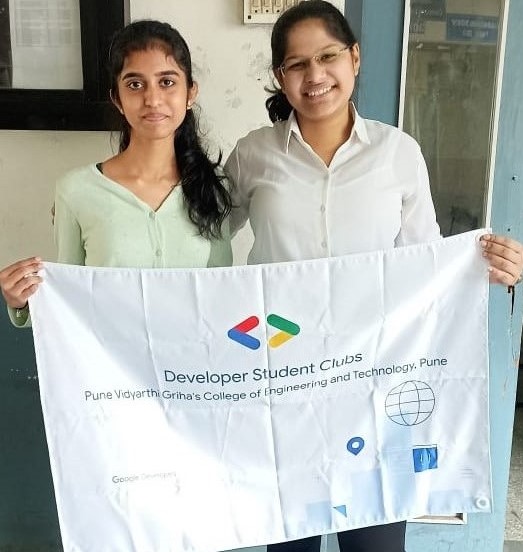 Developer Student Clubs
Pune Vidyarthi Griha's College of Engineering and Technology, Pune
Google Developers